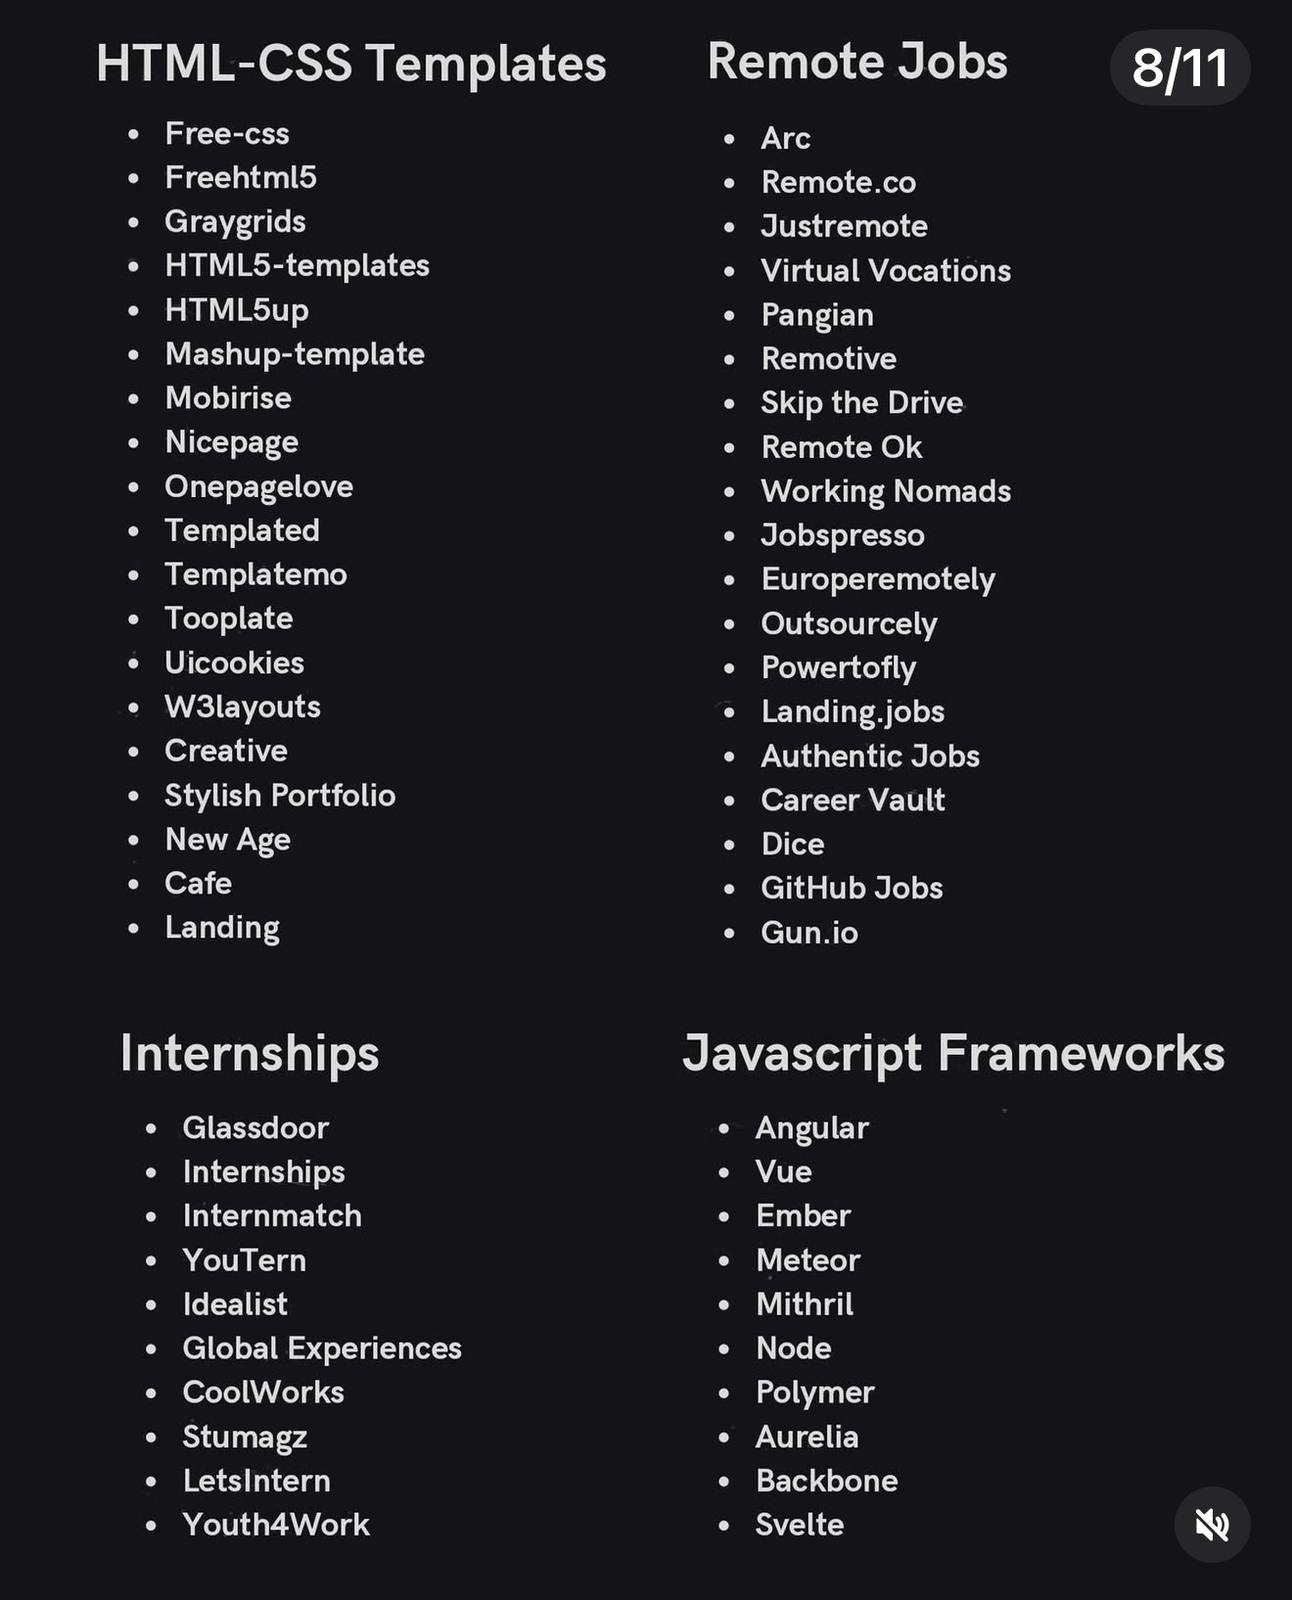 HTML-CSS Templates
Free-css
Freehtml5
Graygrids
HTML5-templates
HTML5up
Mashup-template
Mobirise
Nicepage
Onepagelove
Templated
Templatemo
Tooplate
Uicookies
W3layouts
Creative
Stylish Portfolio
New Age
Cafe
Landing
Remote Jobs
8/11
Arc
Remote.co
Justremote
Virtual Vocations
Pangian
Remotive
Skip the Drive
Remote Ok
Working Nomads
Jobspresso
Europeremotely
Outsourcely
Powertofly
Landing.jobs
Authentic Jobs
Career Vault
Dice
GitHub Jobs
Gun.io
Internships
Glassdoor
Internships
Internmatch
YouTern
Idealist
Global Experiences
CoolWorks
Stumagz
LetsIntern
Youth4Work
Javascript Frameworks
Angular
Vue
Ember
Meteor
Mithril
Node
Polymer
Aurelia
Backbone
Svelte